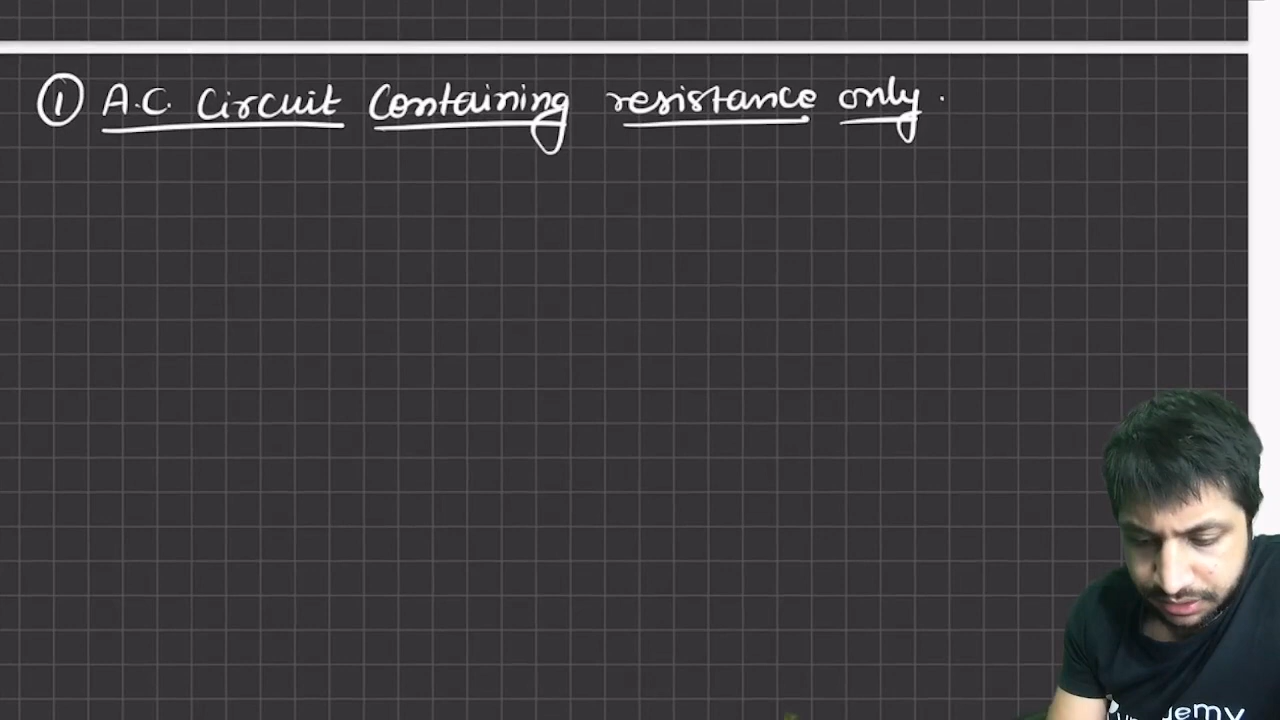 ① A.C. Circuit Containing resistance only.